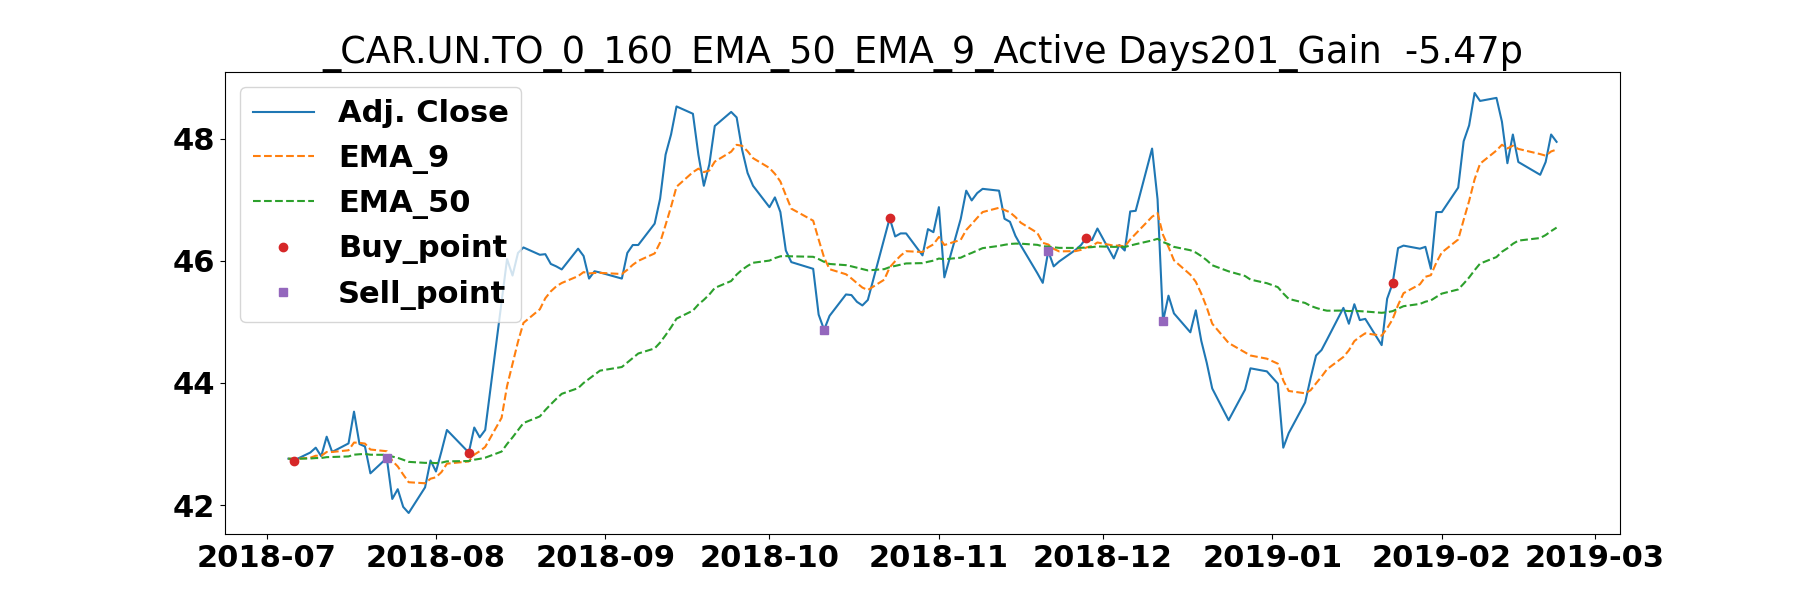 _CAR.UN.TO_0_160_EMA_50_EMA_9_Active Days201_Gain  -5.47p
Adj. Close
EMA_9
EMA_50
Buy_point
Sell_point
48
46
44
42
2018-07 2018-08 2018-09 2018-10 2018-11 2018-12 2019-01 2019-02 2019-03